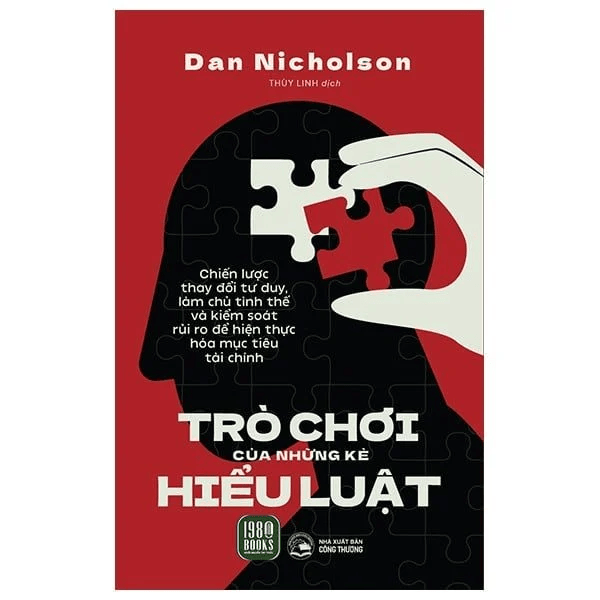 Dan Nicholson
THÙY LINH dịch
Chiến lược
thay đổi tư duy,
làm chủ tình thế
và kiểm soát
rủi ro để hiện thực
hóa mục tiêu
tài chính
TRÒ CHƠI
CỦA NHỮNG KẺ
HIỂU LUẬT
1980
BOOKS
NHÀ XUẤT BẢN
CÔNG THƯƠNG